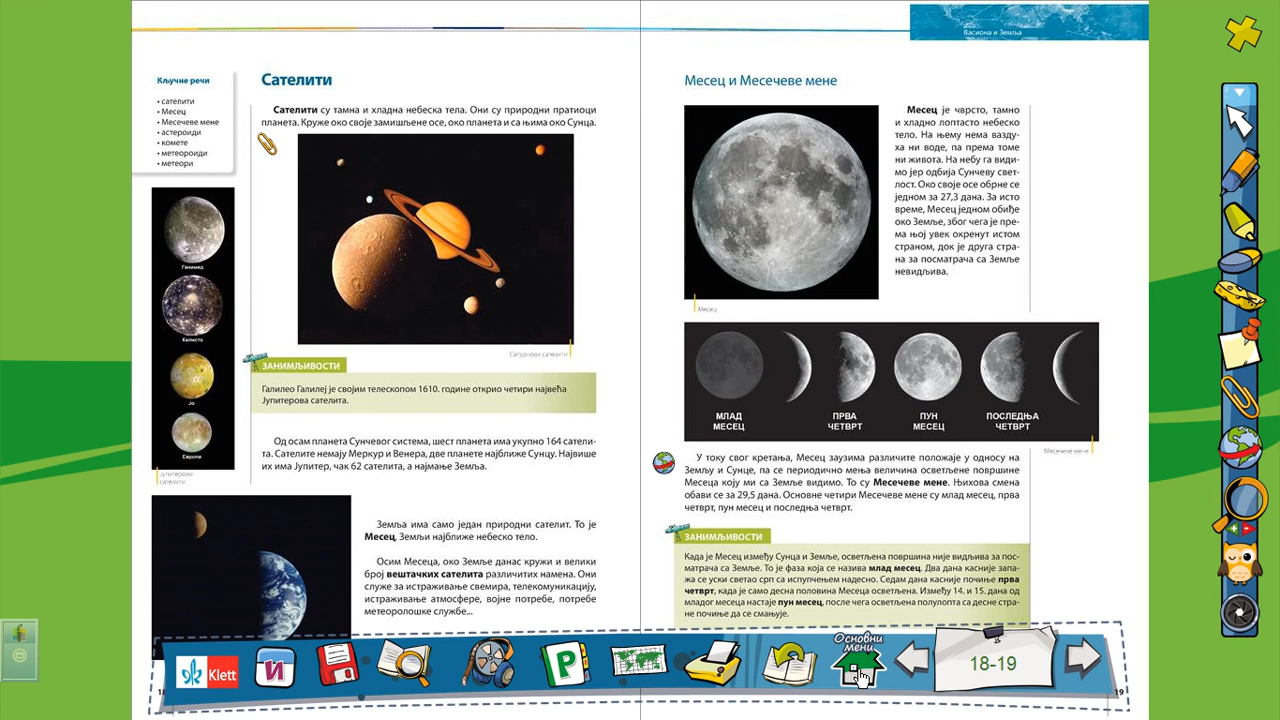 Кључне речи
• сателити
• Месец
• Месечеве мене
• астероиди
• комете
• метеороиди
• метеори
Ганимед
Калисто
Јо
Европа
Јупитерови
сателити
Сателити
Сателити су тамна и хладна небеска тела. Они су природни пратиоци
планета. Круже око своје замишљене осе, око планета и са њима око Сунца.
Сатурнови сателити
ЗАНИМЉИВОСТИ
Галилео Галилеј је својим телескопом 1610. године открио четири највећа
Јупитерова сателита.
Од осам планета Сунчевог система, шест планета има укупно 164 сатели-
та. Сателите немају Меркур и Венера, две планете најближе Сунцу. Највише
их има Јупитер, чак 62 сателита, а најмање Земља.
Земља има само један природни сателит. То је
Месец, Земљи најближе небеско тело.
Осим Месеца, око Земље данас кружи и велики
број вештачких сателита различитих намена. Они
служе за истраживање свемира, телекомуникацију,
истраживање атмосфере, војне потребе, потребе
метеоролошке службе...
Васиона и Земља
Месец и Месечеве мене
Месец је чврсто, тамно
и хладно лоптасто небеско
тело. На њему нема ваздy-
ха ни воде, па према томе
ни живота. На небу га види-
мо јер одбија Сунчеву свет-
лост. Око своје осе обрне се
једном за 27,3 дана. За исто
време, Месец једном обиђе
око Земље, због чега је пре-
ма њој увек окренут истом
страном, док је друга стра-
на за посматрача са Земље
невидљива.
Месец
МЛАД
МЕСЕЦ
ПРВА
ЧЕТВРТ
ПУН
МЕСЕЦ
ПОСЛЕДЊА
ЧЕТВРТ
Месечеве мене
У току свог кретања, Месец заузима различите положаје у односу на
Земљу и Сунце, па се периодично мења величина осветљене површине
Месеца коју ми са Земље видимо. То су Месечеве мене. Њихова смена
обави се за 29,5 дана. Основне четири Месечеве мене су млад месец, прва
четврт, пун месец и последња четврт.
ЗАНИМЉИВОСТИ
Када је Месец између Сунца и Земље, осветљена површина није видљива за пос-
матрача са Земље. То је фаза која се назива млад месец. Два дана касније запа-
жа се уски светао срп са испупчењем надесно. Седам дана касније почиње прва
четврт, када је само десна половина Месеца осветљена. Између 14. и 15. дана од
младог месеца настаје пун месец, после чега осветљена полулопта са десне стра-
не почиње да се смањује.
Klett
И
P
Основни
мени
18-19
18
19